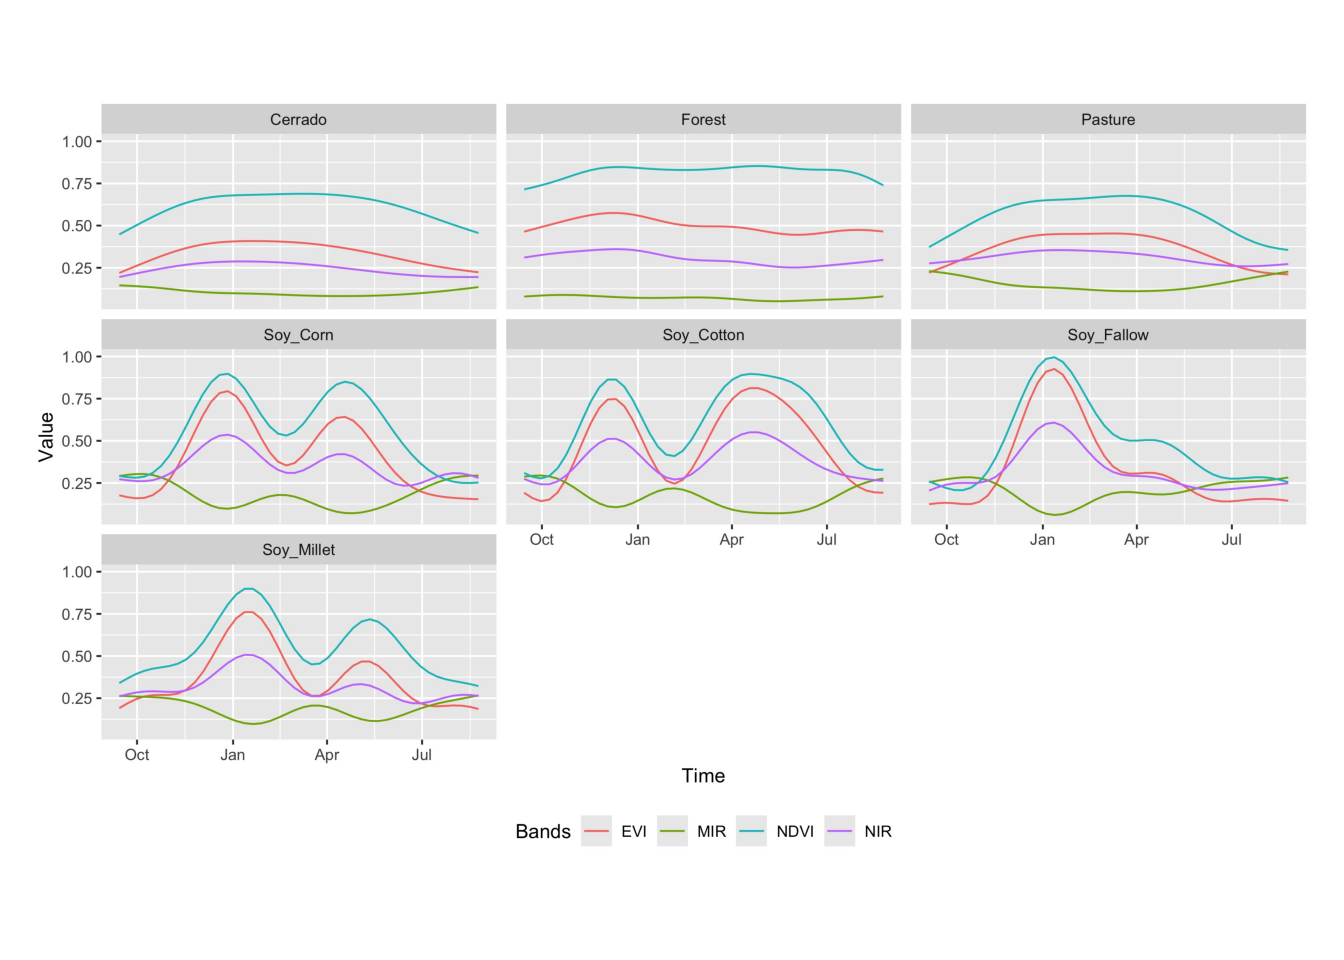 Cerrado Forest Pasture
1.00
0.75
0.50
0.25
Soy_Corn Soy_Cotton Soy_Fallow
1.00
0.75
0.50
0.25
Value
Oct Jan Apr Jul Oct Jan Apr Jul
Soy_Millet
1.00
0.75
0.50
0.25
Oct Jan Apr Jul
Time
Bands EVI MIR NDVI NIR